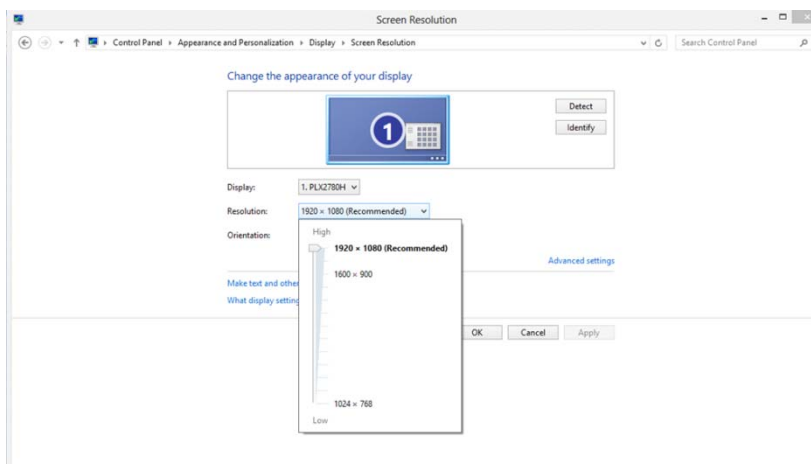 Screen Resolution
Control Panel Appearance and Personalization Display Screen Resolution
Search Control Panel
Change the appearance of your display
1
Detect
Identify
Display: 1. PLX2780H
Resolution: 1920 × 1080 (Recommended)
Orientation:
High
1920 × 1080 (Recommended)
1600 × 900
Advanced settings
Make text and other
What display setting
OK Cancel Apply
1024 × 768
Low